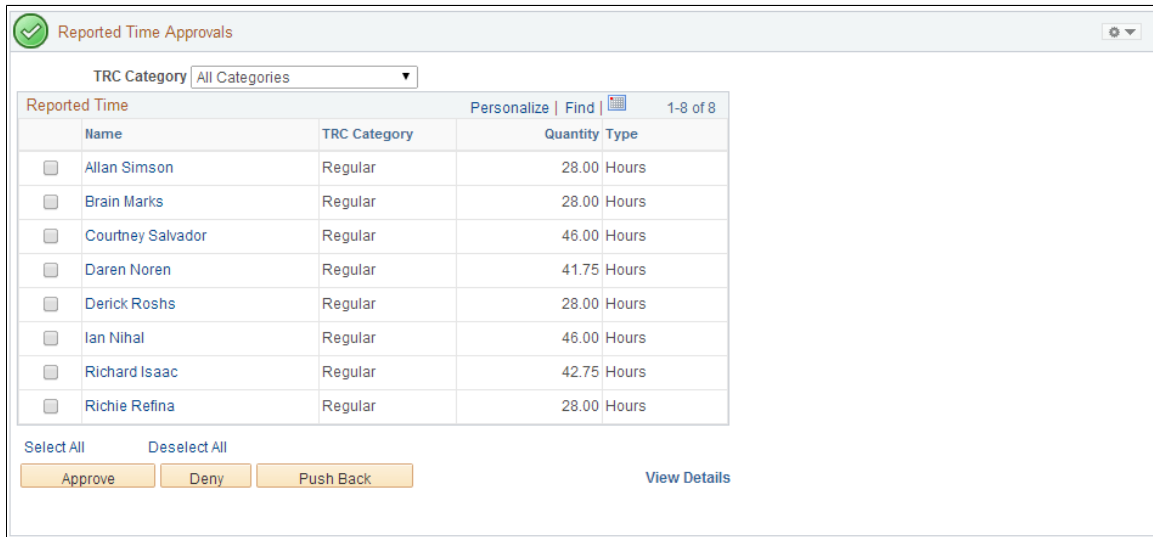 Reported Time Approvals
TRC Category All Categories
Reported Time Personalize | Find | 1-8 of 8
Name TRC Category Quantity Type
Allan Simson Regular 28.00 Hours
Brain Marks Regular 28.00 Hours
Courtney Salvador Regular 46.00 Hours
Daren Noren Regular 41.75 Hours
Derick Roshs Regular 28.00 Hours
Ian Nihal Regular 46.00 Hours
Richard Isaac Regular 42.75 Hours
Richie Refina Regular 28.00 Hours
Select All Deselect All
Approve Deny Push Back View Details